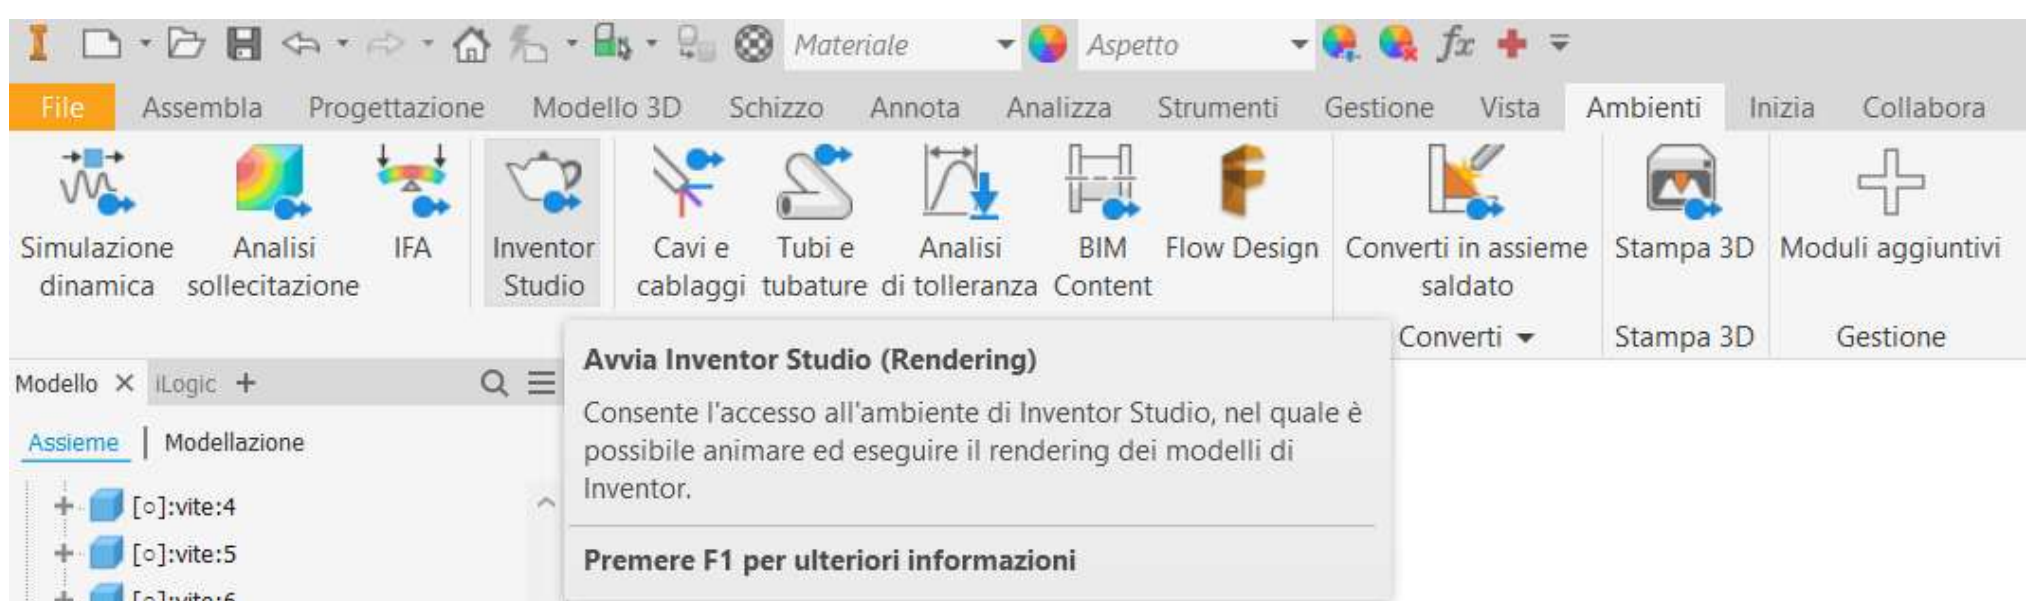 Materiale Aspetto fx
File Assembla Progettazione Modello 3D Schizzo Annota Analizza Strumenti Gestione Vista Ambienti Inizia Collabora
Simulazione dinamica
Analisi sollecitazione
IFA
Inventor Studio
Cavi e cablaggi
Tubi e tubature
Analisi di tolleranza
BIM Content
Flow Design
Converti in assieme saldato
Stampa 3D
Moduli aggiuntivi
Converti Stampa 3D Gestione
Modello iLogic
Assieme | Modellazione
[○]:vite:4
[○]:vite:5
[○]:vite:6
Avvia Inventor Studio (Rendering)
Consente l'accesso all'ambiente di Inventor Studio, nel quale è
possibile animare ed eseguire il rendering dei modelli di
Inventor.
Premere F1 per ulteriori informazioni